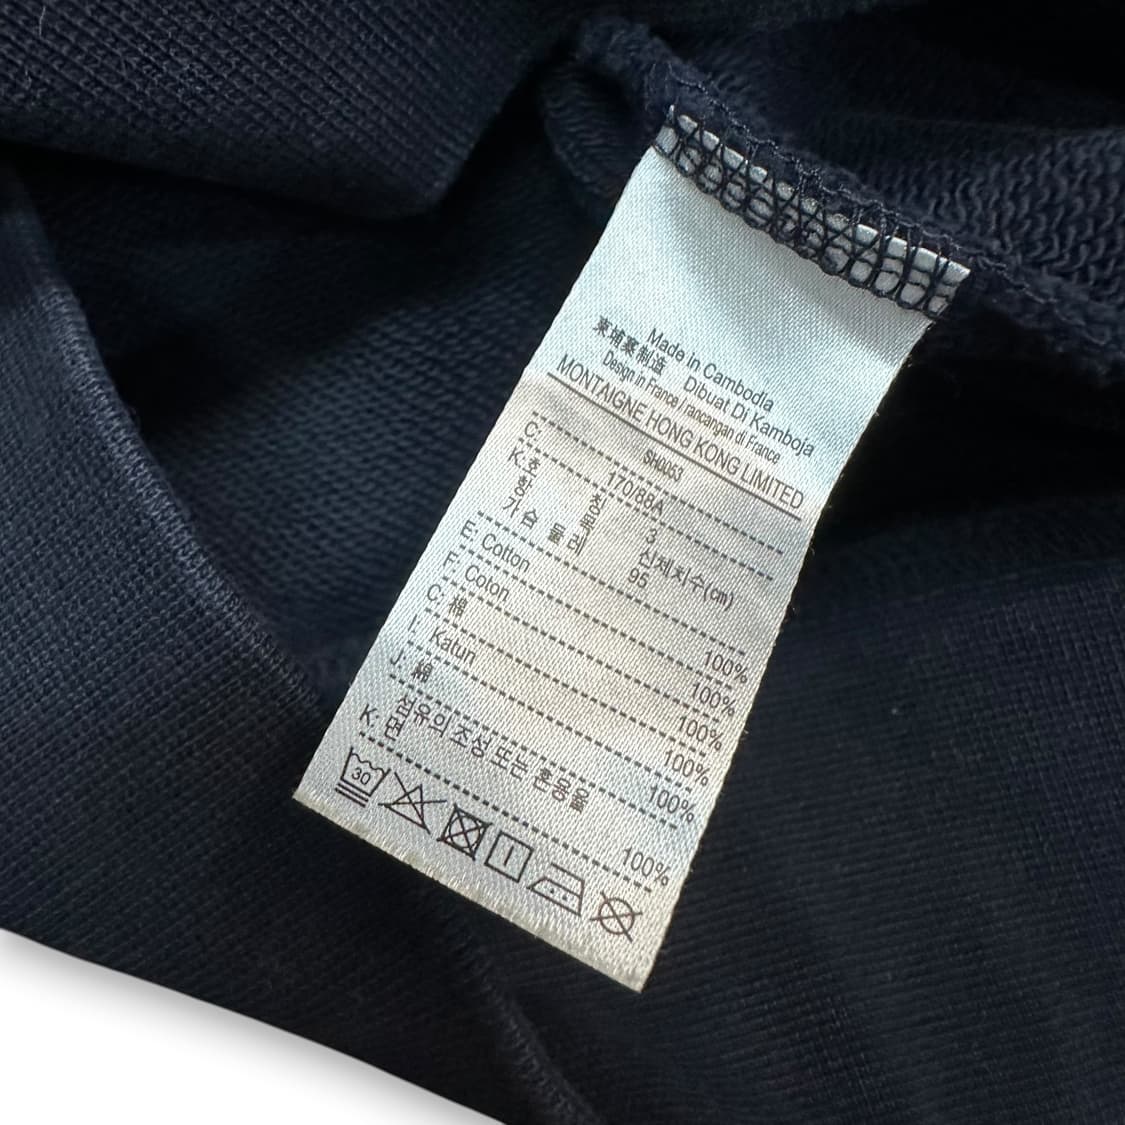 Made in Cambodia
柬埔寨制造 Dibuat Di Kamboja
Design in France / rancangan di France
MONTAIGNE HONG KONG LIMITED
SH0053
C: 170/88A
K: 호칭 3
항목 신체치수(cm)
가슴둘레 95
E: Cotton 100%
F: Coton 100%
C: 棉 100%
I: Katun 100%
J: 綿 100%
K: 섬유의 조성 또는 혼용율
면 100%
30